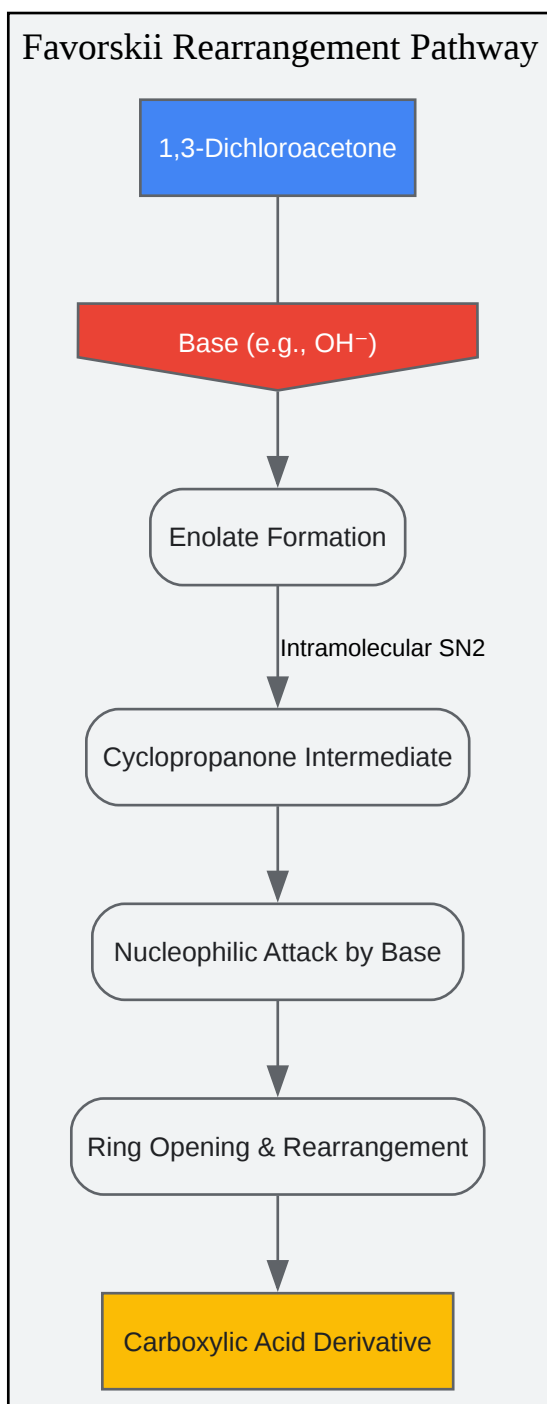 Favorskii Rearrangement Pathway
1,3-Dichloroacetone
Base (e.g., OH⁻)
Enolate Formation
Intramolecular SN2
Cyclopropanone Intermediate
Nucleophilic Attack by Base
Ring Opening & Rearrangement
Carboxylic Acid Derivative